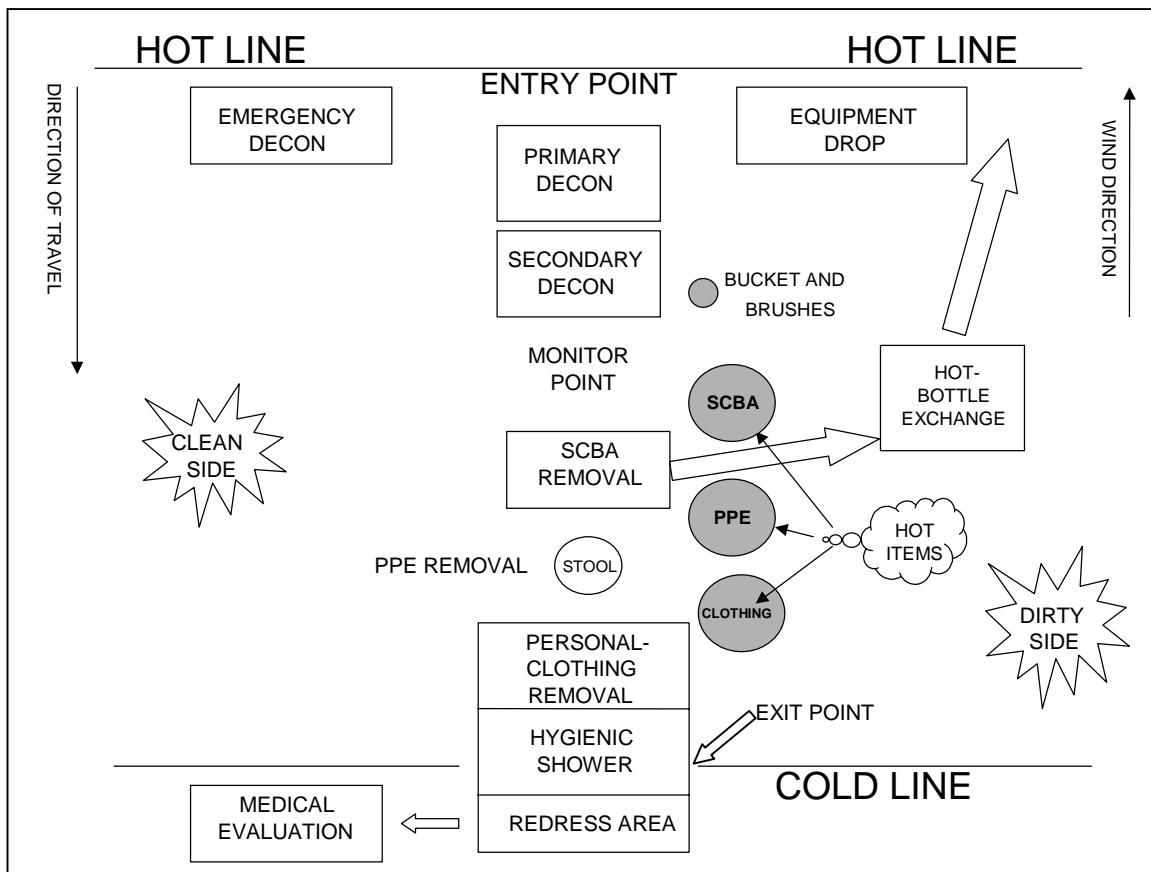 HOT LINE
HOT LINE
ENTRY POINT
DIRECTION OF TRAVEL
EMERGENCY
DECON
PRIMARY
DECON
EQUIPMENT
DROP
WIND DIRECTION
SECONDARY
DECON
BUCKET AND
BRUSHES
MONITOR
POINT
HOT-
BOTTLE
EXCHANGE
SCBA
CLEAN
SIDE
SCBA
REMOVAL
PPE
HOT
ITEMS
PPE REMOVAL
STOOL
CLOTHING
DIRTY
SIDE
PERSONAL-
CLOTHING
REMOVAL
EXIT POINT
HYGIENIC
SHOWER
COLD LINE
MEDICAL
EVALUATION
REDRESS AREA